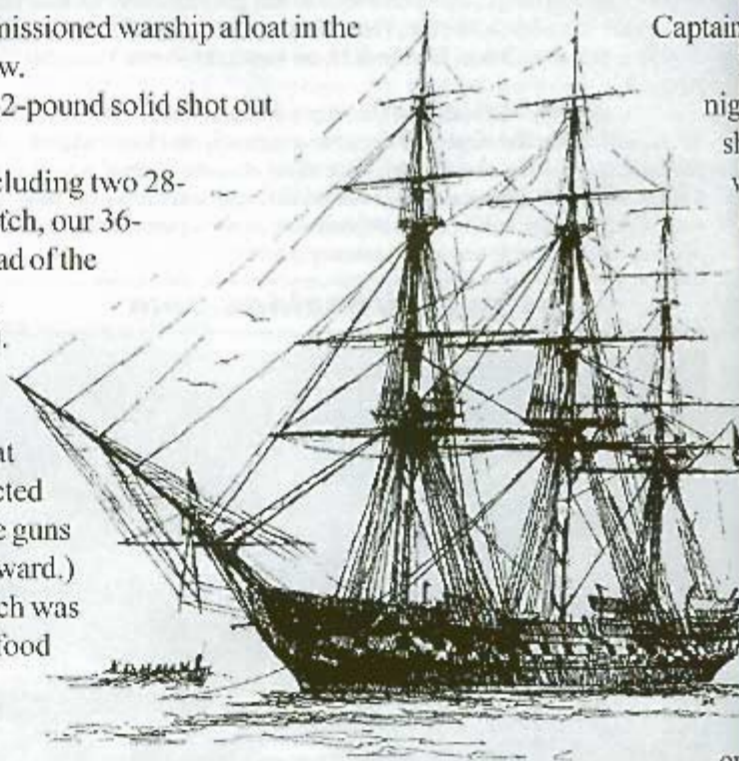 missioned warship afloat in the
w.
2-pound solid shot out
cluding two 28-
tch, our 36-
ad of the
.
at
cted
e guns
ward.)
ch was
food
Captain
nig
sh